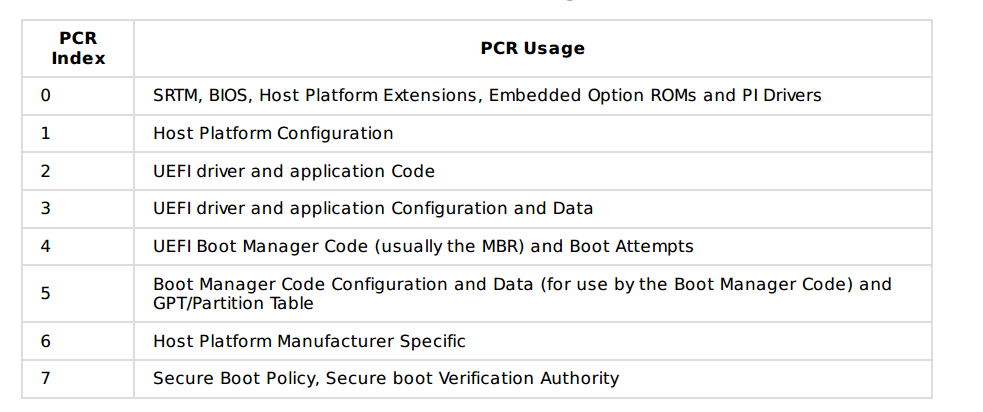 PCR
Index
PCR Usage
0
SRTM, BIOS, Host Platform Extensions, Embedded Option ROMs and PI Drivers
1
Host Platform Configuration
2
UEFI driver and application Code
3
UEFI driver and application Configuration and Data
4
UEFI Boot Manager Code (usually the MBR) and Boot Attempts
5
Boot Manager Code Configuration and Data (for use by the Boot Manager Code) and
GPT/Partition Table
6
Host Platform Manufacturer Specific
7
Secure Boot Policy, Secure boot Verification Authority